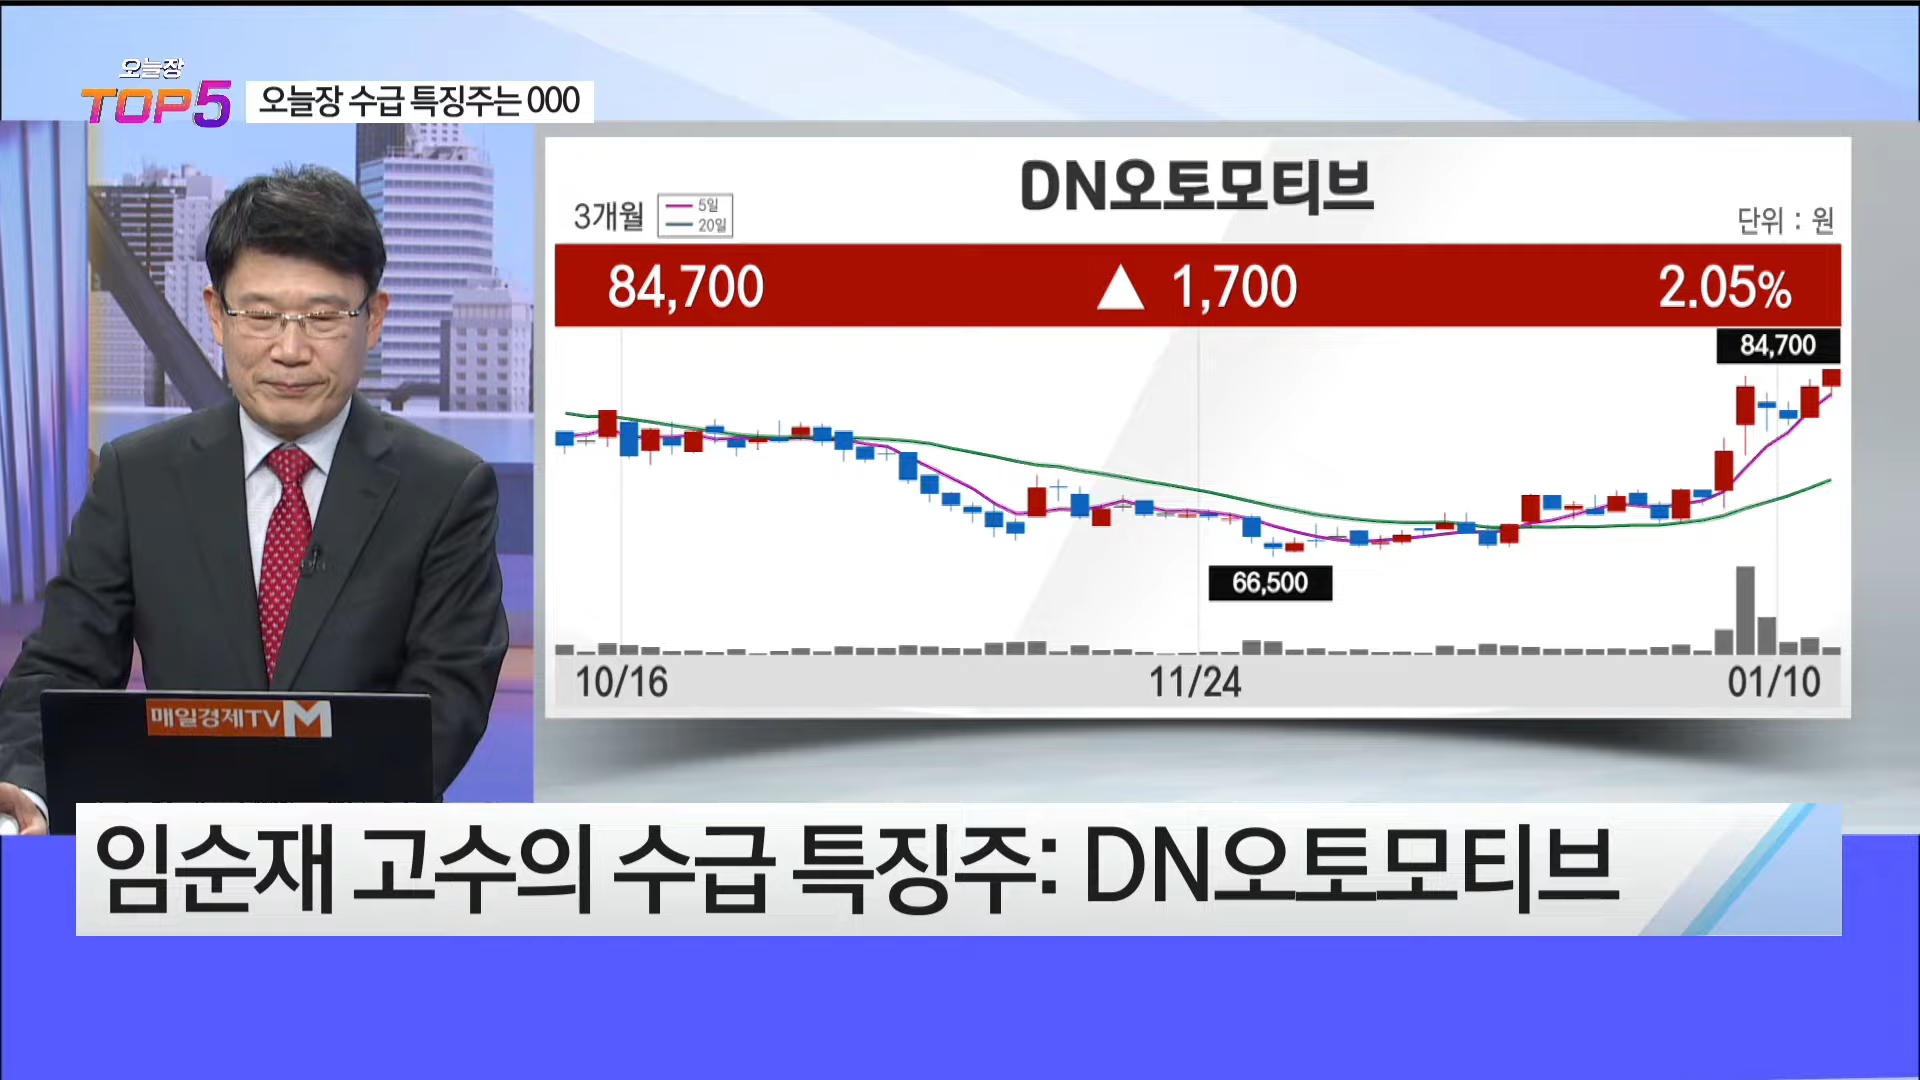 오늘장
TOP5
오늘장 수급 특징주는 OOO
DN오토모티브
3개월
5일
20일
단위 : 원
84,700 ▲ 1,700 2.05%
84,700
66,500
10/16 11/24 01/10
매일경제TV M
임순재 고수의 수급 특징주: DN오토모티브